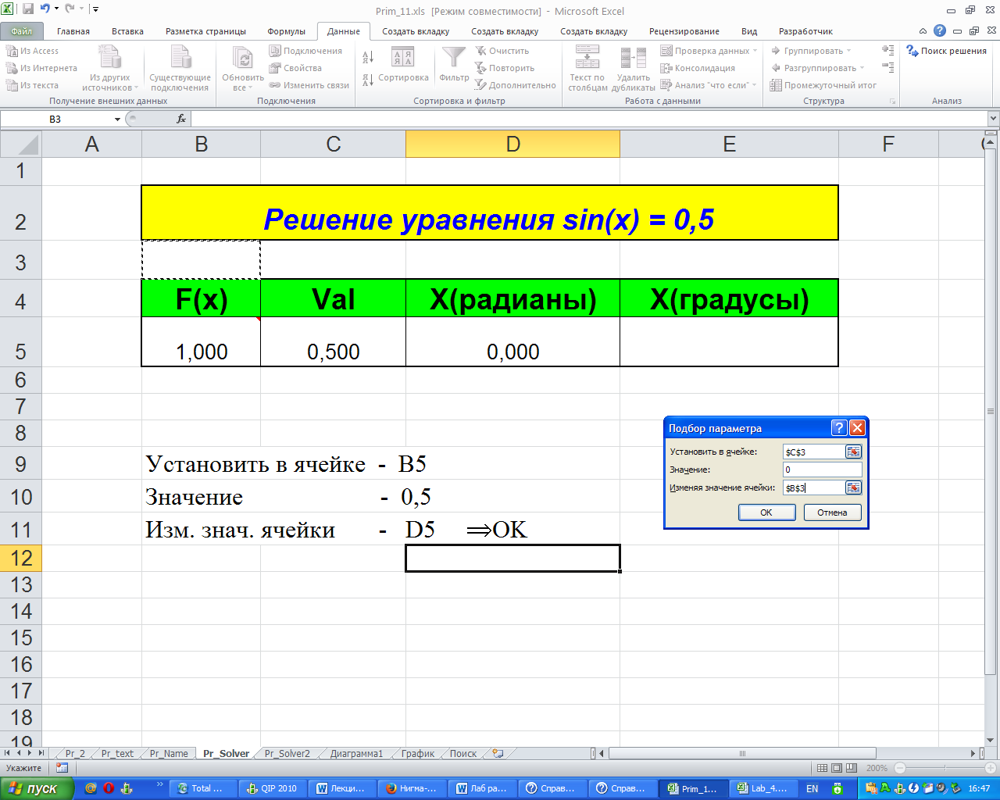 Prim_11.xls [Режим совместимости] - Microsoft Excel
Файл Главная Вставка Разметка страницы Формулы Данные Создать вкладку Создать вкладку Создать вкладку Рецензирование Вид Разработчик
Из Access
Из Интернета
Из текста
Из других источников
Существующие подключения
Получение внешних данных
Обновить все
Подключения
Свойства
Изменить связи
Подключения
Сортировка
Фильтр
Очистить
Повторить
Дополнительно
Сортировка и фильтр
Текст по столбцам
Удалить дубликаты
Проверка данных
Консолидация
Анализ "что если"
Работа с данными
Группировать
Разгруппировать
Промежуточный итог
Структура
Поиск решения
Анализ
B3 fx
A B C D E F
1
2 Решение уравнения sin(x) = 0,5
3
4 F(x) Val X(радианы) X(градусы)
5 1,000 0,500 0,000
6
7
8
9 Установить в ячейке - B5
10 Значение - 0,5
11 Изм. знач. ячейки - D5 ⇒OK
12
13
14
15
16
17
18
19
Подбор параметра
Установить в ячейке: $C$3
Значение: 0
Изменяя значение ячейки: $B$3
OK Отмена
Pr_2 Pr_text Pr_Name Pr_Solver Pr_Solver2 Диаграмма1 График Поиск
Укажите 200%
пуск Total ... QIP 2010 Лекци... Нигма-... Лаб ра... Справ... Справ... Prim_1... Lab_4.... EN 16:47